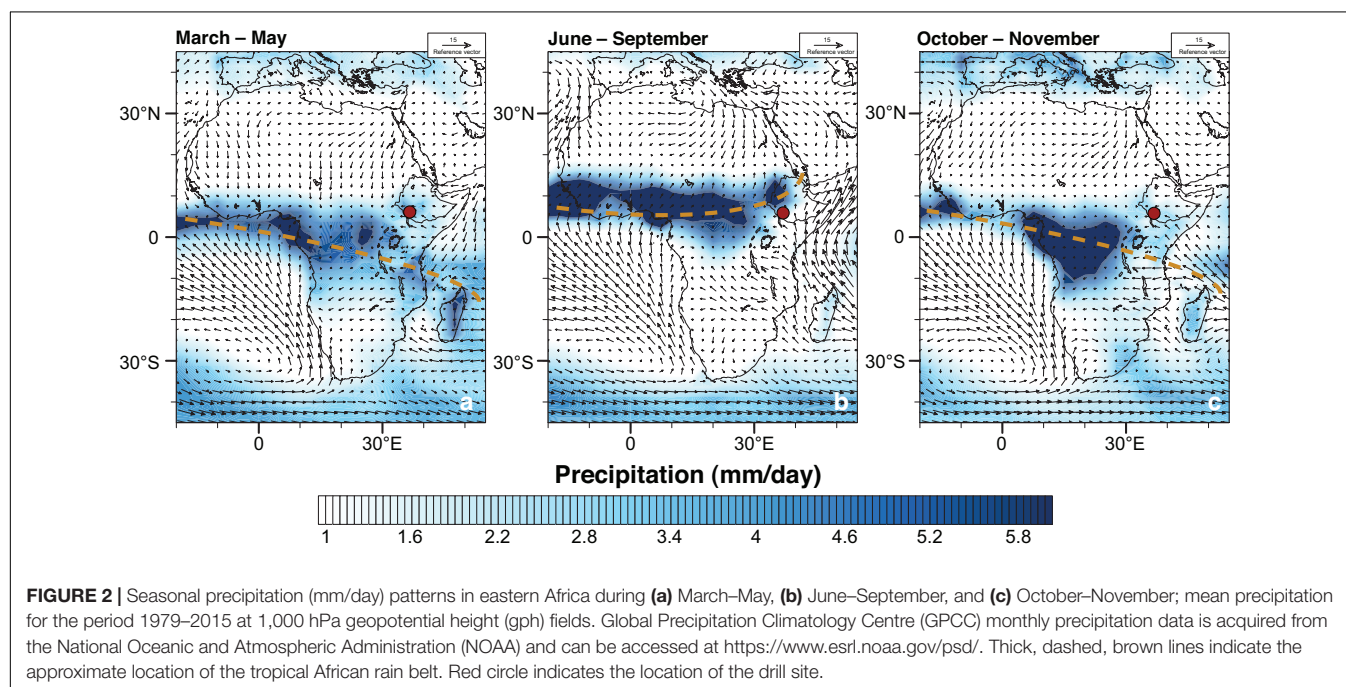 March – May
15
Reference vector
June – September
15
Reference vector
October – November
15
Reference vector
30°N
0
30°S
0
30°E
a
30°N
0
30°S
0
30°E
b
30°N
0
30°S
0
30°E
c
Precipitation (mm/day)
1 1.6 2.2 2.8 3.4 4 4.6 5.2 5.8
FIGURE 2 | Seasonal precipitation (mm/day) patterns in eastern Africa during (a) March–May, (b) June–September, and (c) October–November; mean precipitation
for the period 1979–2015 at 1,000 hPa geopotential height (gph) fields. Global Precipitation Climatology Centre (GPCC) monthly precipitation data is acquired from
the National Oceanic and Atmospheric Administration (NOAA) and can be accessed at https://www.esrl.noaa.gov/psd/. Thick, dashed, brown lines indicate the
approximate location of the tropical African rain belt. Red circle indicates the location of the drill site.